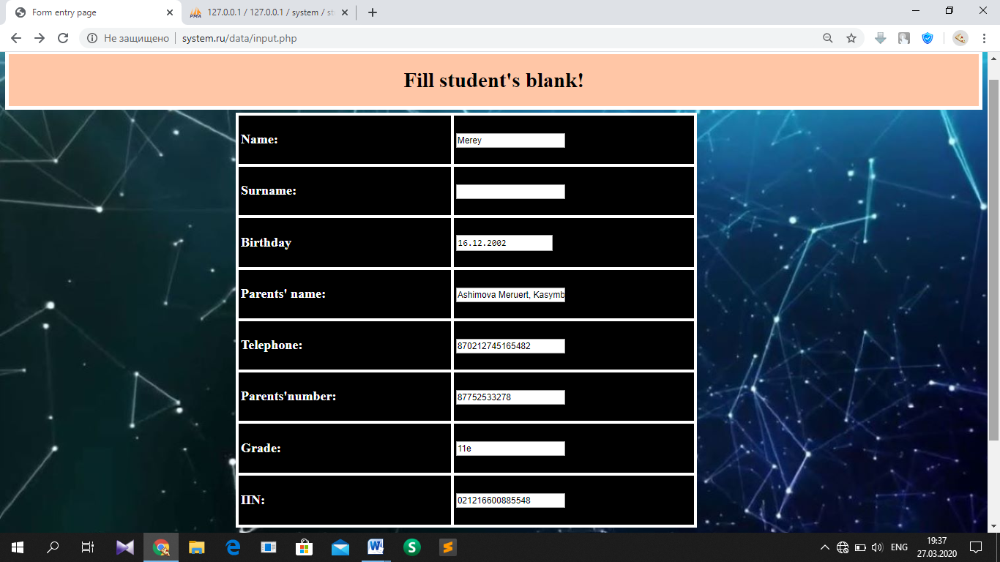 Form entry page
127.0.0.1 / 127.0.0.1 / system / st
Не защищено system.ru/data/input.php
Fill student's blank!
Name: Merey
Surname:
Birthday 16.12.2002
Parents' name: Ashimova Meruert, Kasymb
Telephone: 870212745165482
Parents'number: 87752533278
Grade: 11e
IIN: 021216600885548
ENG
19:37
27.03.2020